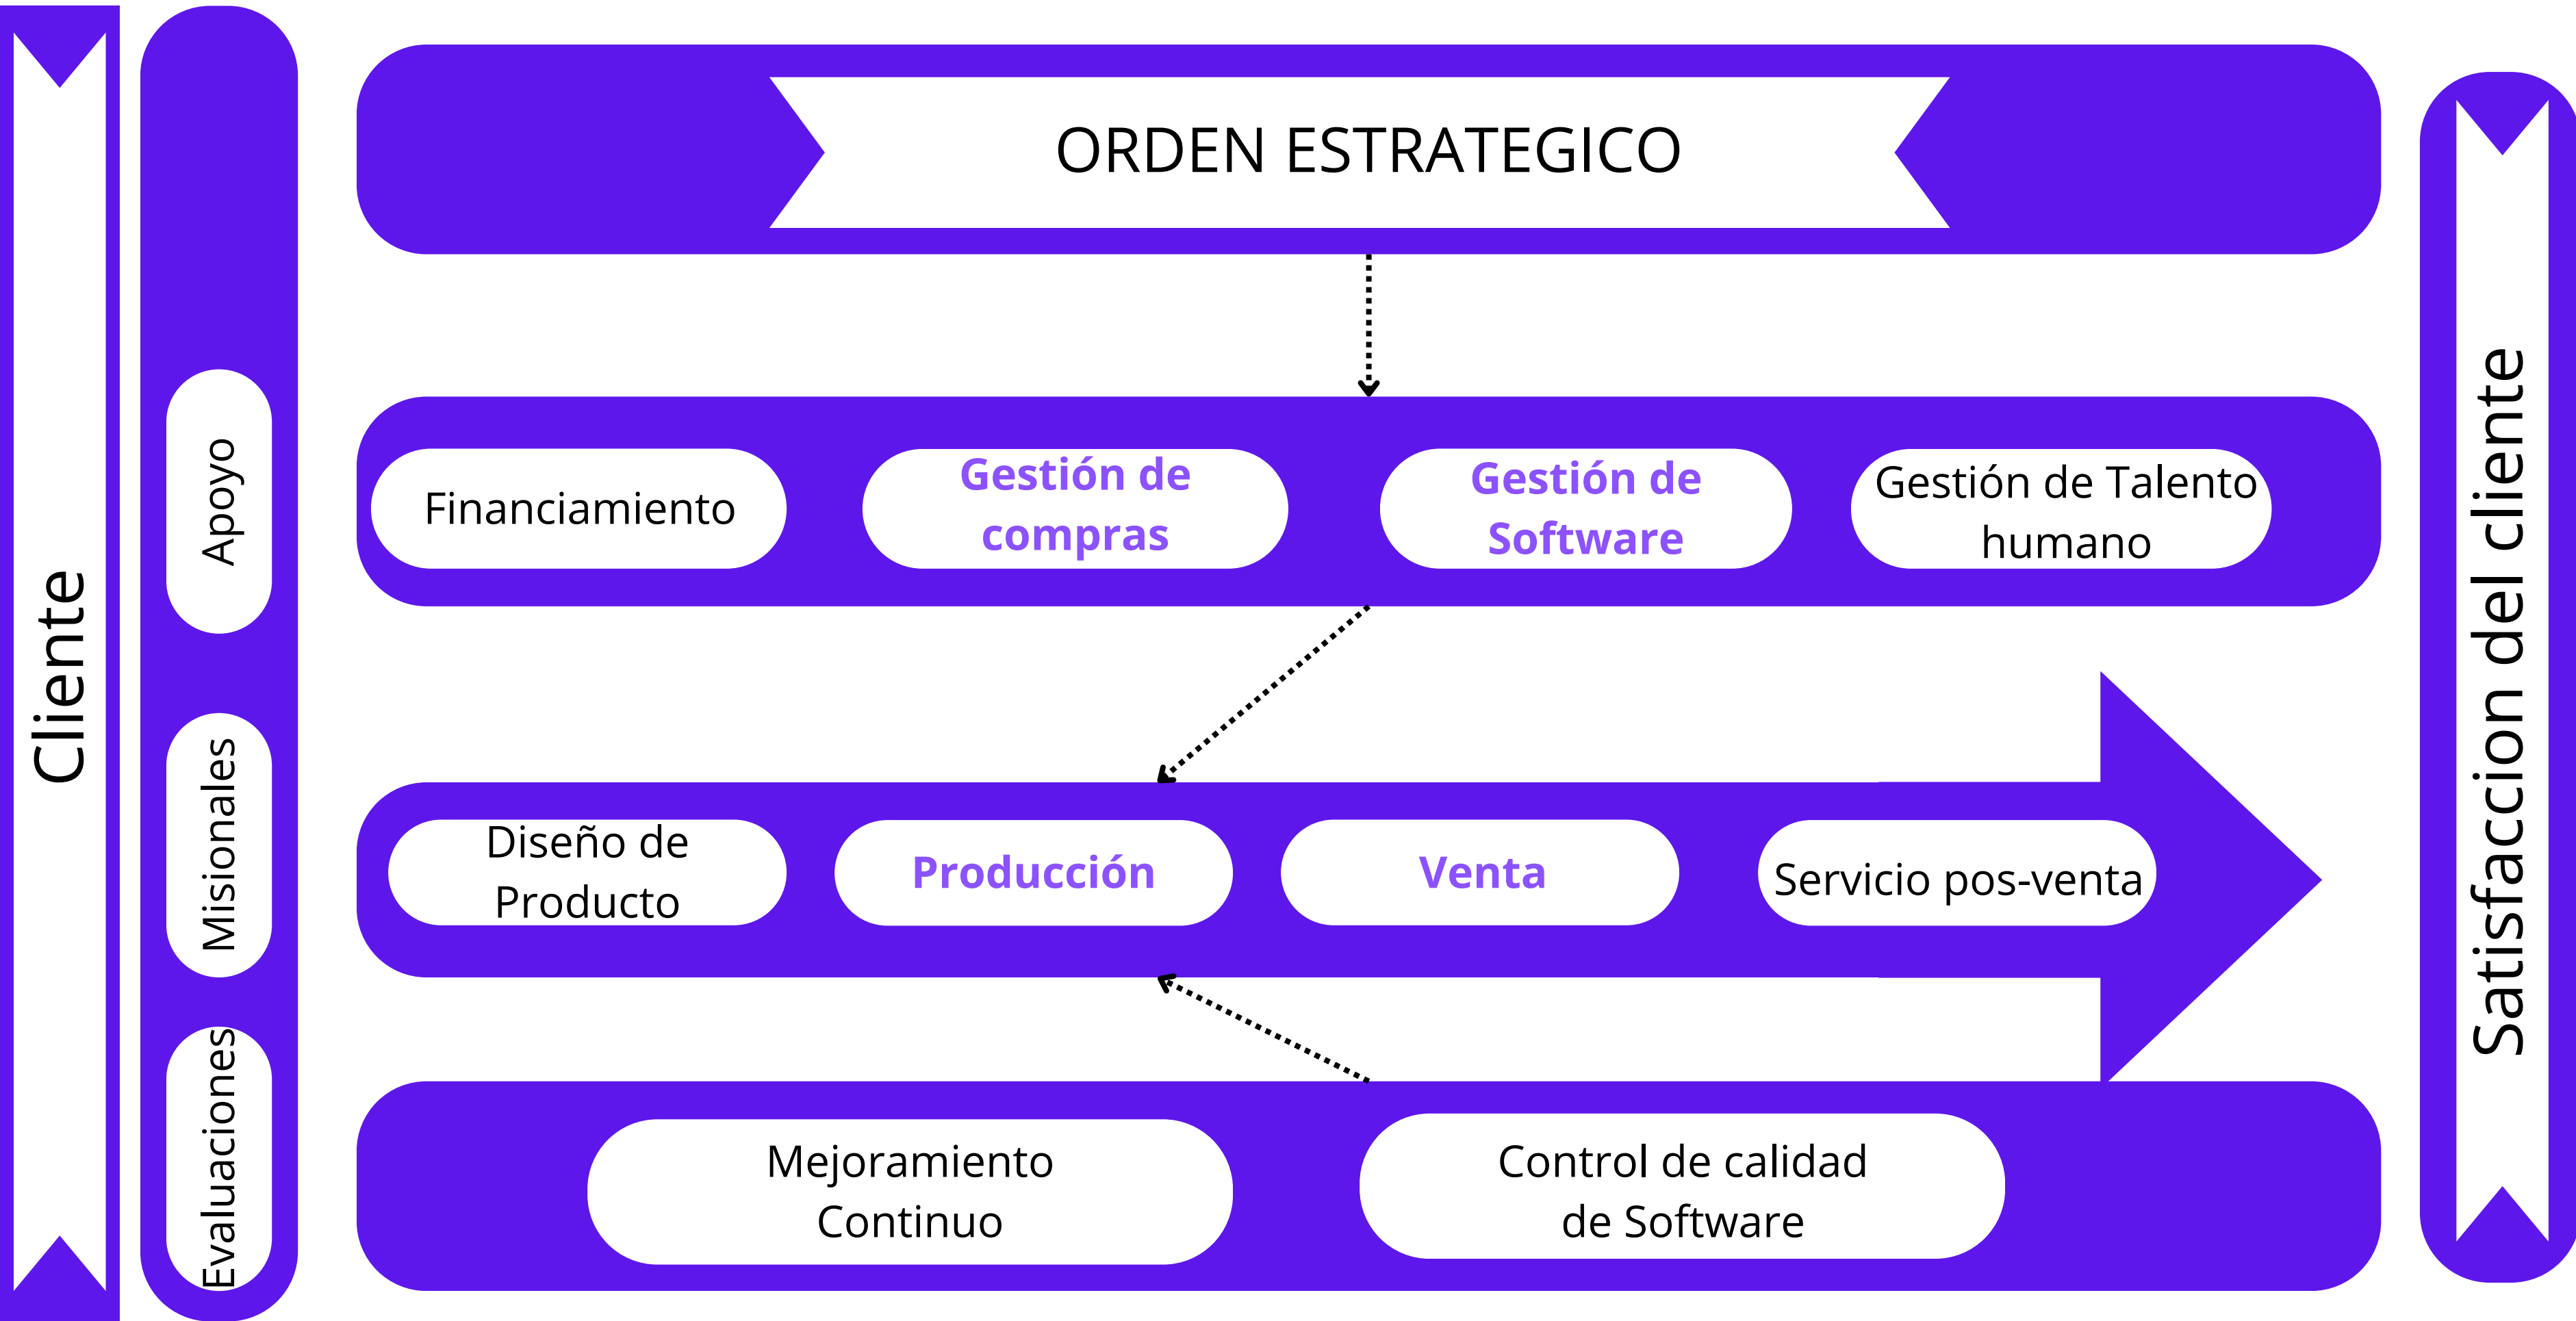 Cliente
ORDEN ESTRATEGICO
Apoyo
Financiamiento
Gestión de
compras
Gestión de
Software
Gestión de Talento
humano
Misionales
Diseño de
Producto
Producción
Venta
Servicio pos-venta
Evaluaciones
Mejoramiento
Continuo
Control de calidad
de Software
Satisfaccion del cliente